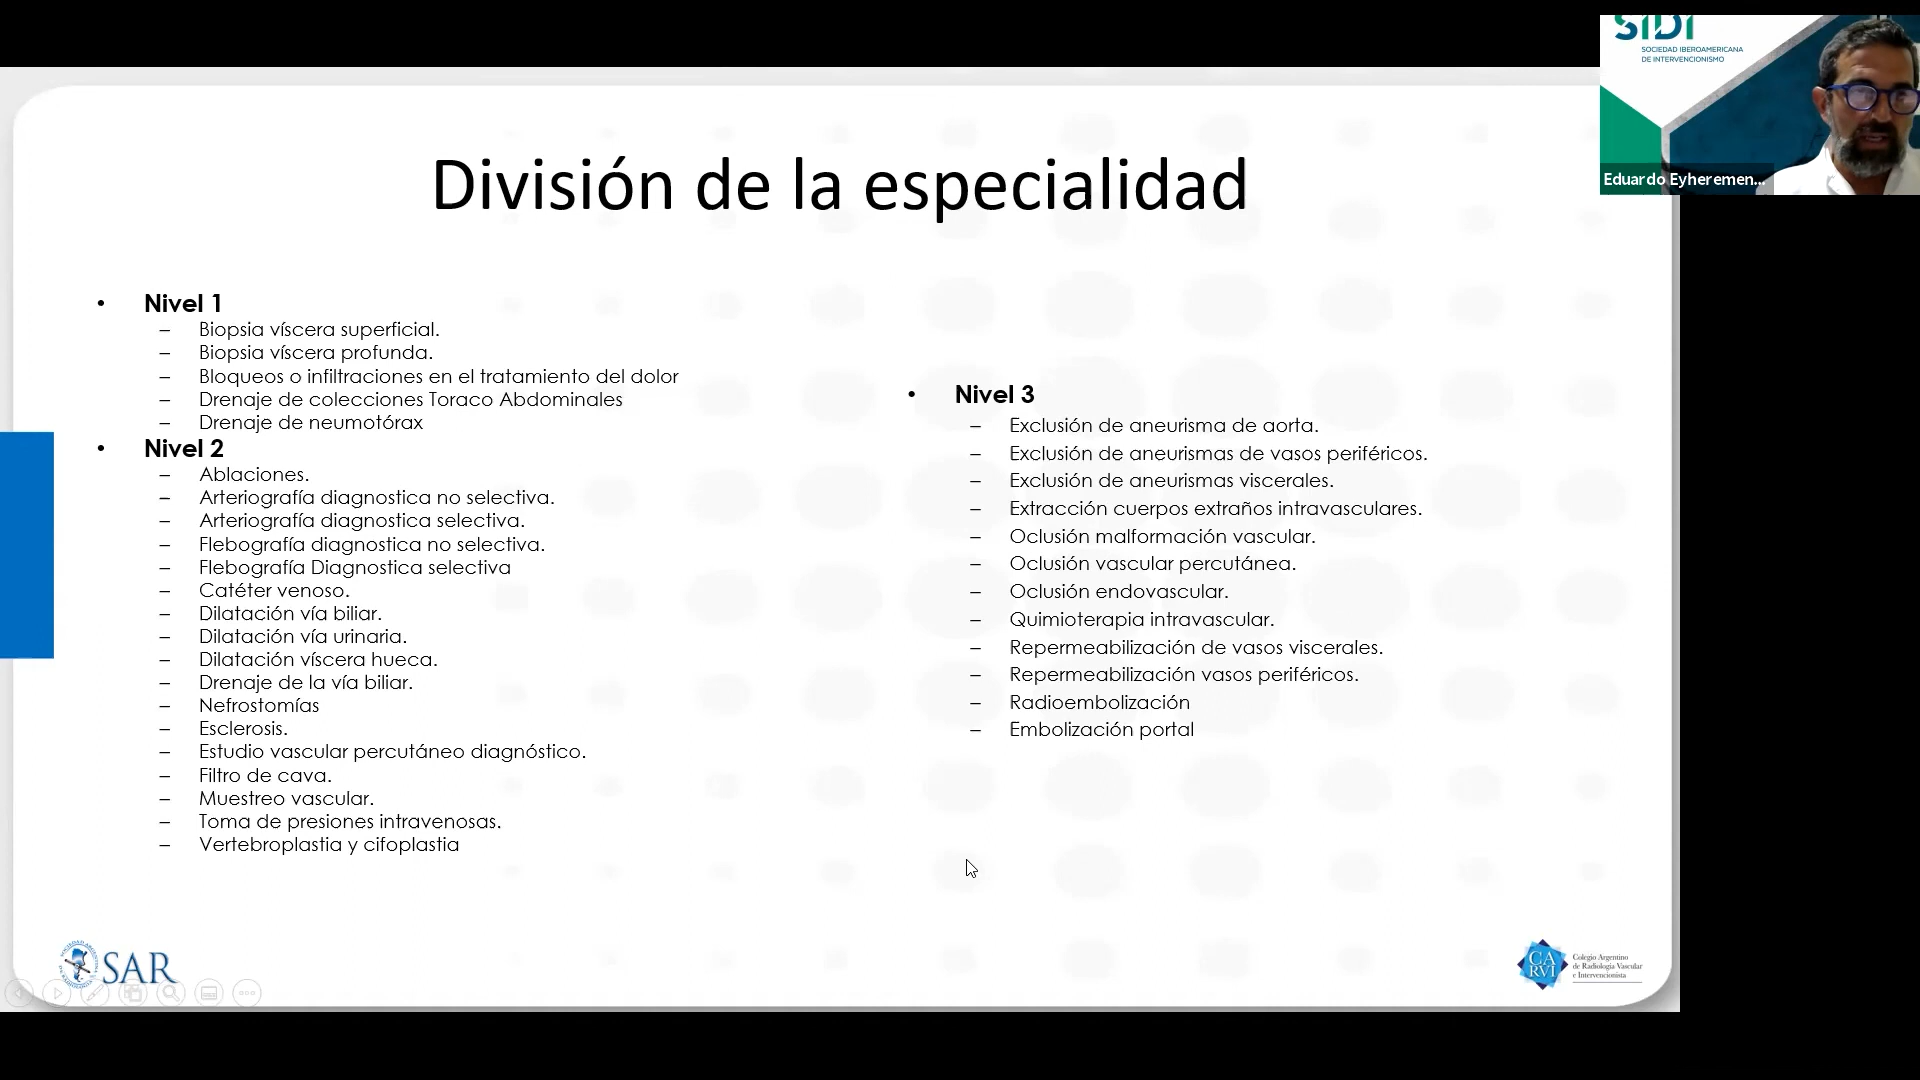 SIDI
SOCIEDAD IBEROAMERICANA
DE INTERVENCIONISMO
Eduardo Eyheremen...
División de la especialidad
• Nivel 1
– Biopsia víscera superficial.
– Biopsia víscera profunda.
– Bloqueos o infiltraciones en el tratamiento del dolor
– Drenaje de colecciones Toraco Abdominales
– Drenaje de neumotórax
• Nivel 2
– Ablaciones.
– Arteriografía diagnostica no selectiva.
– Arteriografía diagnostica selectiva.
– Flebografía diagnostica no selectiva.
– Flebografía Diagnostica selectiva
– Catéter venoso.
– Dilatación vía biliar.
– Dilatación vía urinaria.
– Dilatación víscera hueca.
– Drenaje de la vía biliar.
– Nefrostomías
– Esclerosis.
– Estudio vascular percutáneo diagnóstico.
– Filtro de cava.
– Muestreo vascular.
– Toma de presiones intravenosas.
– Vertebroplastia y cifoplastia
• Nivel 3
– Exclusión de aneurisma de aorta.
– Exclusión de aneurismas de vasos periféricos.
– Exclusión de aneurismas viscerales.
– Extracción cuerpos extraños intravasculares.
– Oclusión malformación vascular.
– Oclusión vascular percutánea.
– Oclusión endovascular.
– Quimioterapia intravascular.
– Repermeabilización de vasos viscerales.
– Repermeabilización vasos periféricos.
– Radioembolización
– Embolización portal
SAR
CA
RVI
Colegio Argentino
de Radiología Vascular
e Intervencionista